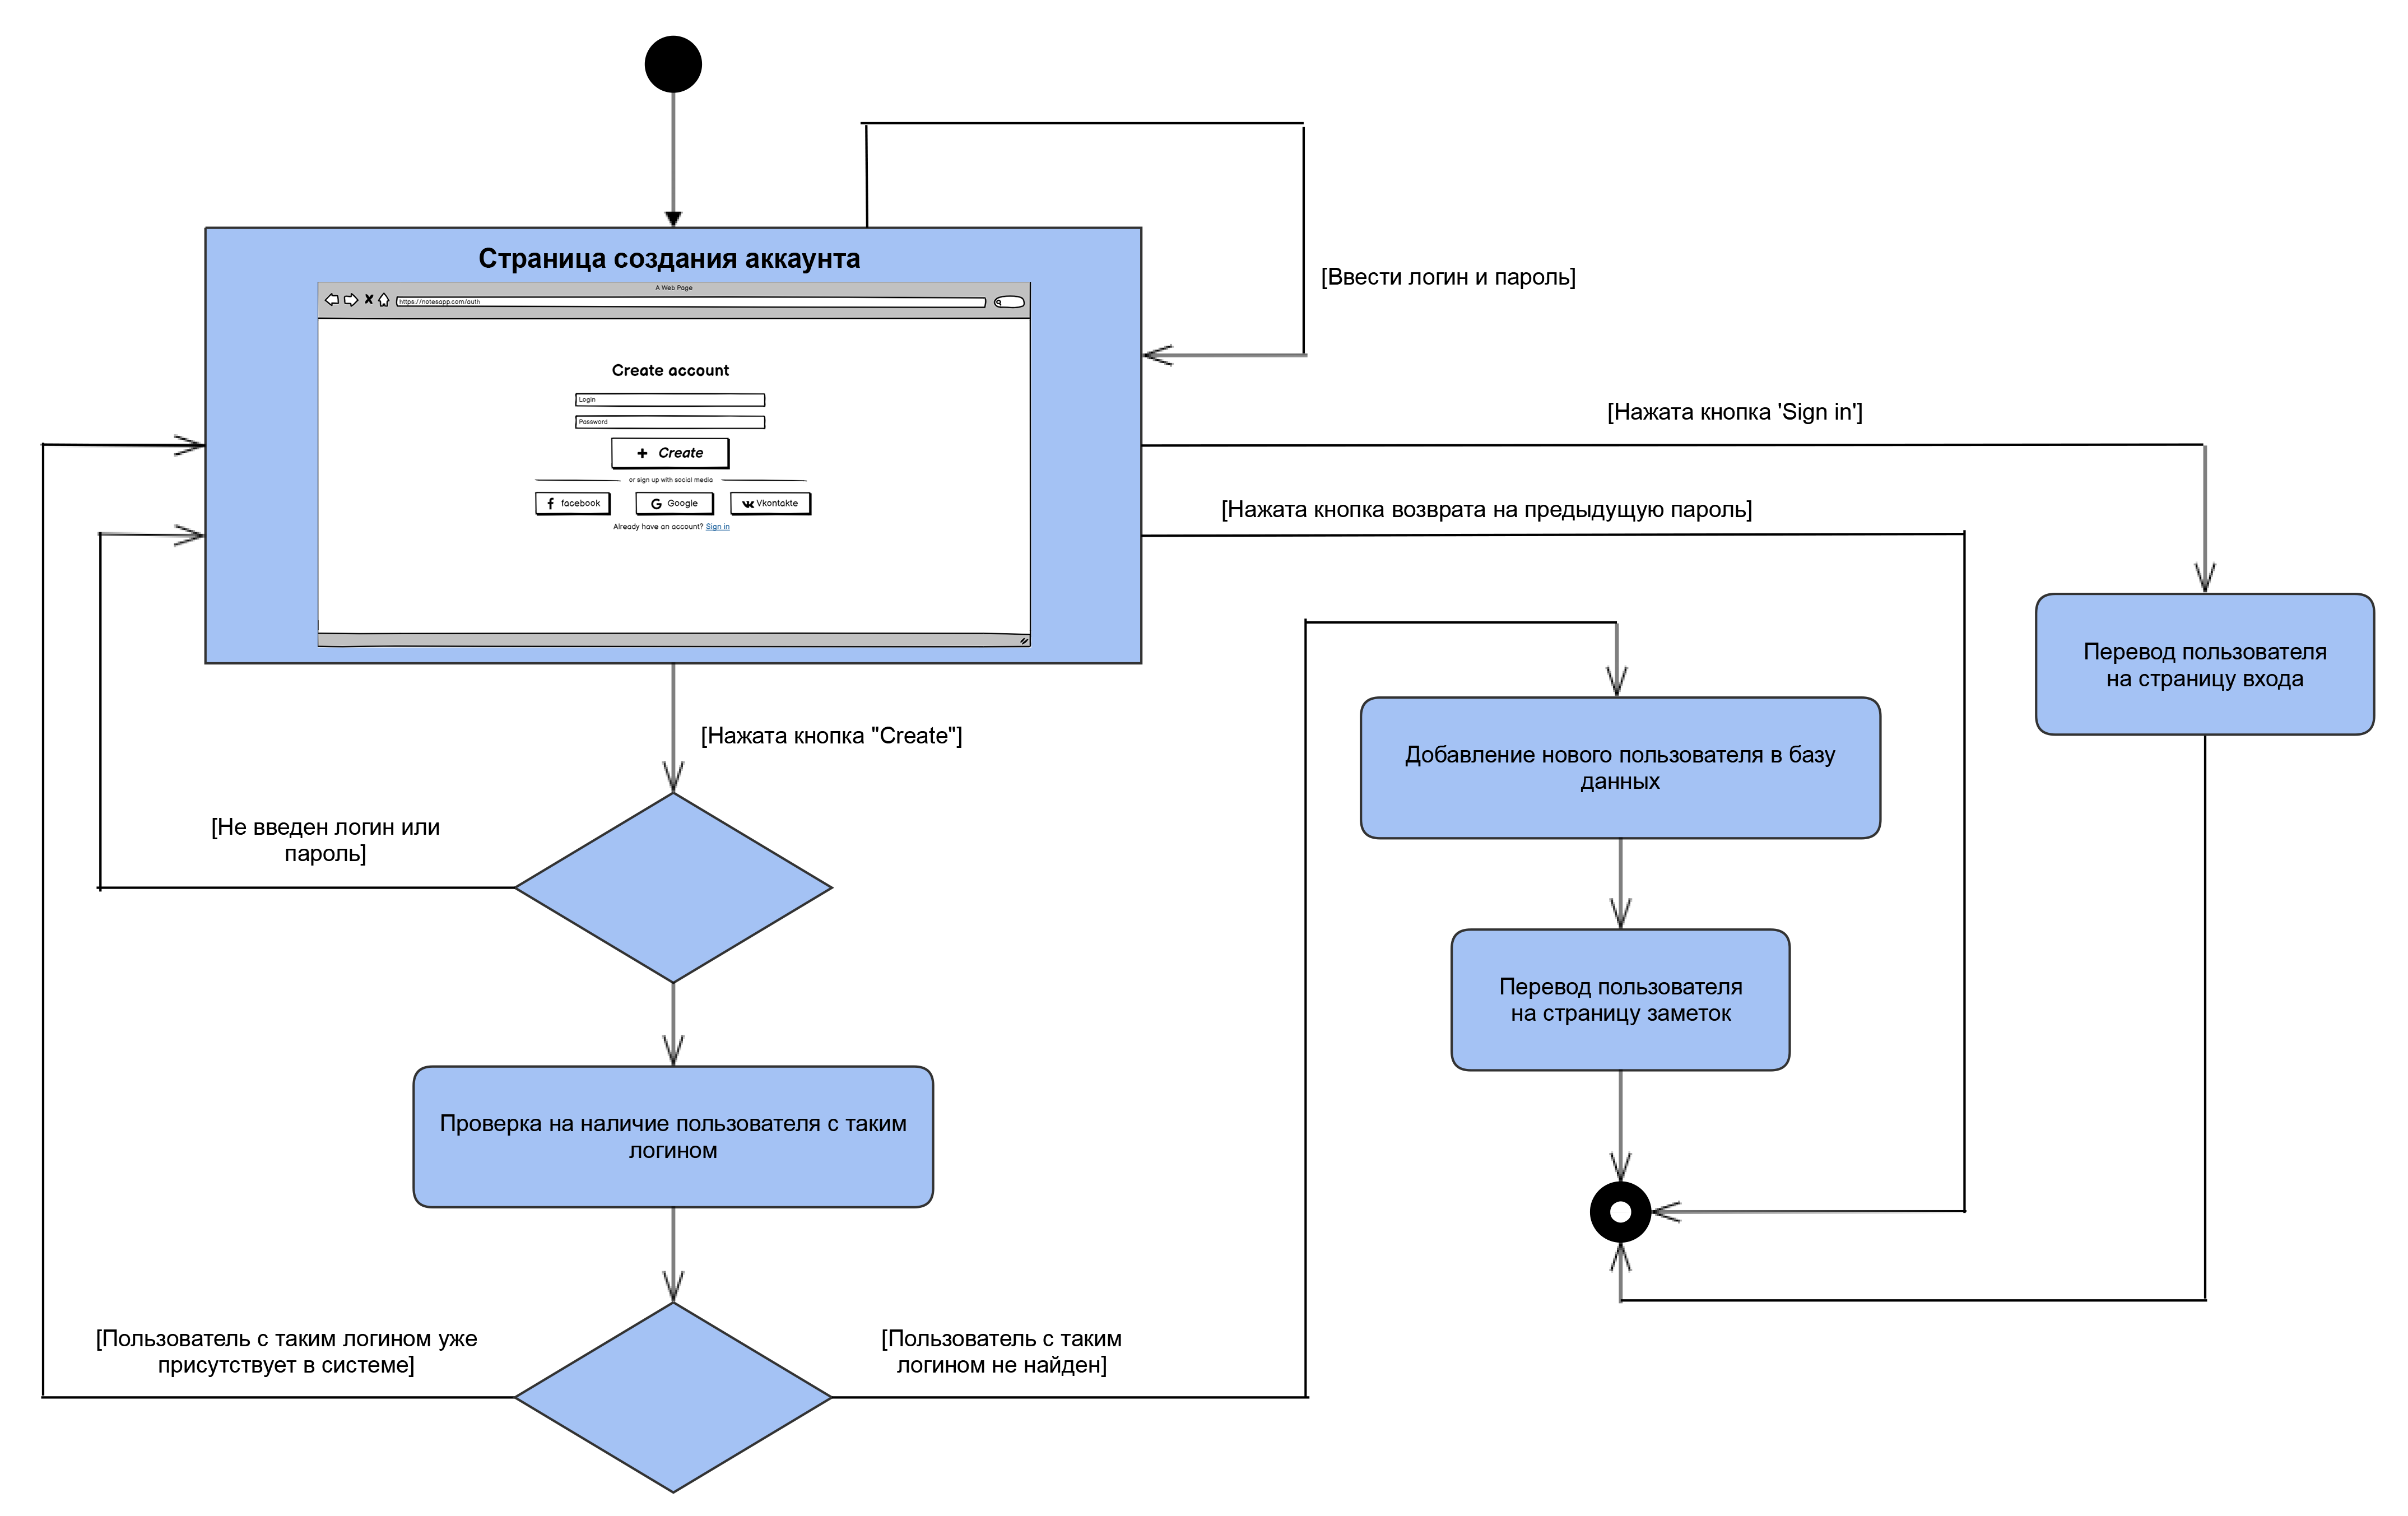 Страница создания аккаунта
A Web Page
https://notesapp.com/auth
Create account
Login
Password
Create
or sign up with social media
facebook
Google
Vkontakte
Already have an account? Sign in
[Ввести логин и пароль]
[Нажата кнопка 'Sign in']
[Нажата кнопка возврата на предыдущую пароль]
Перевод пользователя
на страницу входа
[Нажата кнопка "Create"]
Добавление нового пользователя в базу
данных
[Не введен логин или
пароль]
Перевод пользователя
на страницу заметок
Проверка на наличие пользователя с таким
логином
[Пользователь с таким логином уже
присутствует в системе]
[Пользователь с таким
логином не найден]